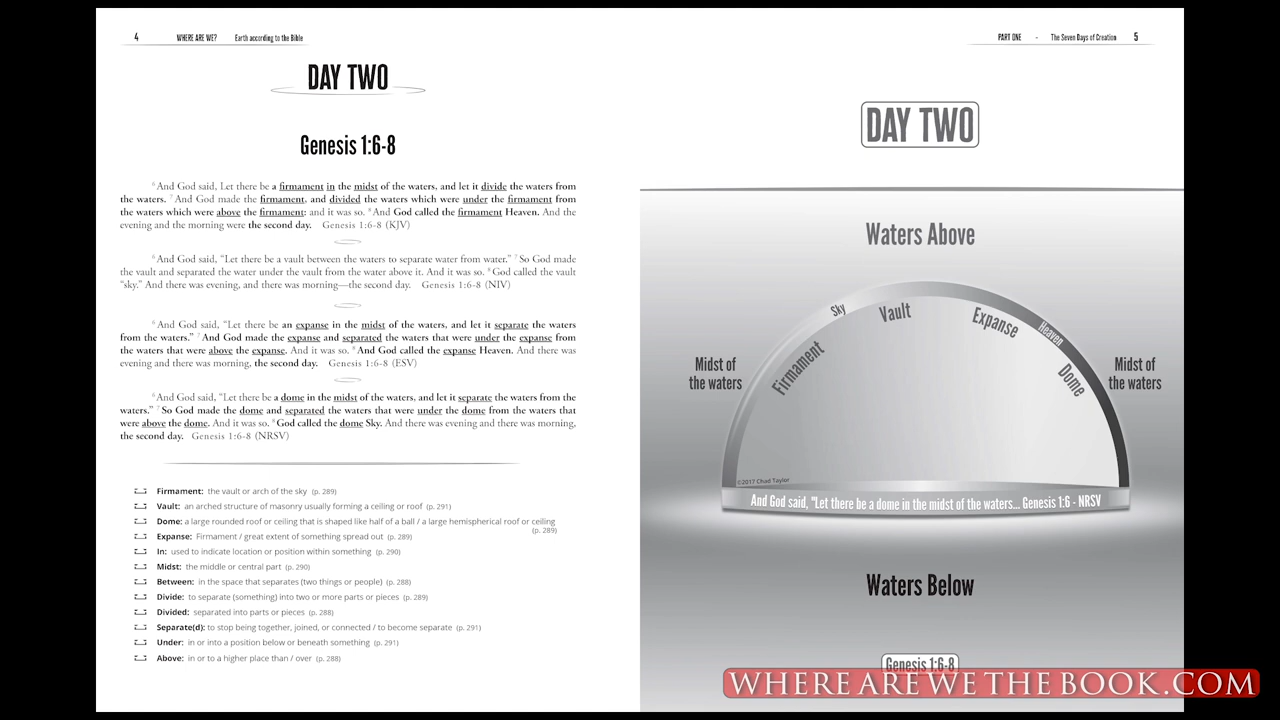 4 WHERE ARE WE? Earth according to the Bible
DAY TWO
Genesis 1:6-8
6 And God said, Let there be a firmament in the midst of the waters, and let it divide the waters from
the waters. 7 And God made the firmament, and divided the waters which were under the firmament from
the waters which were above the firmament: and it was so. 8 And God called the firmament Heaven. And the
evening and the morning were the second day. Genesis 1:6-8 (KJV)
6 And God said, “Let there be a vault between the waters to separate water from water.” 7 So God made
the vault and separated the water under the vault from the water above it. And it was so. 8 God called the vault
“sky.” And there was evening, and there was morning—the second day. Genesis 1:6-8 (NIV)
6 And God said, “Let there be an expanse in the midst of the waters, and let it separate the waters
from the waters.” 7 And God made the expanse and separated the waters that were under the expanse from
the waters that were above the expanse. And it was so. 8 And God called the expanse Heaven. And there was
evening and there was morning, the second day. Genesis 1:6-8 (ESV)
6 And God said, “Let there be a dome in the midst of the waters, and let it separate the waters from the
waters.” 7 So God made the dome and separated the waters that were under the dome from the waters that
were above the dome. And it was so. 8 God called the dome Sky. And there was evening and there was morning,
the second day. Genesis 1:6-8 (NRSV)
Firmament: the vault or arch of the sky (p. 289)
Vault: an arched structure of masonry usually forming a ceiling or roof (p. 291)
Dome: a large rounded roof or ceiling that is shaped like half of a ball / a large hemispherical roof or ceiling
(p. 289)
Expanse: Firmament / great extent of something spread out (p. 289)
In: used to indicate location or position within something (p. 290)
Midst: the middle or central part (p. 290)
Between: in the space that separates (two things or people) (p. 288)
Divide: to separate (something) into two or more parts or pieces (p. 289)
Divided: separated into parts or pieces (p. 288)
Separate(d): to stop being together, joined, or connected / to become separate (p. 291)
Under: in or into a position below or beneath something (p. 291)
Above: in or to a higher place than / over (p. 288)
PART ONE - The Seven Days of Creation 5
DAY TWO
Waters Above
Sky
Vault
Expanse
Heaven
Firmament
Dome
Midst of
the waters
Midst of
the waters
©2017 Chad Taylor
And God said, "Let there be a dome in the midst of the waters... Genesis 1:6 - NRSV
Waters Below
Genesis 1:6-8
WHEREAREWETHEBOOK.COM